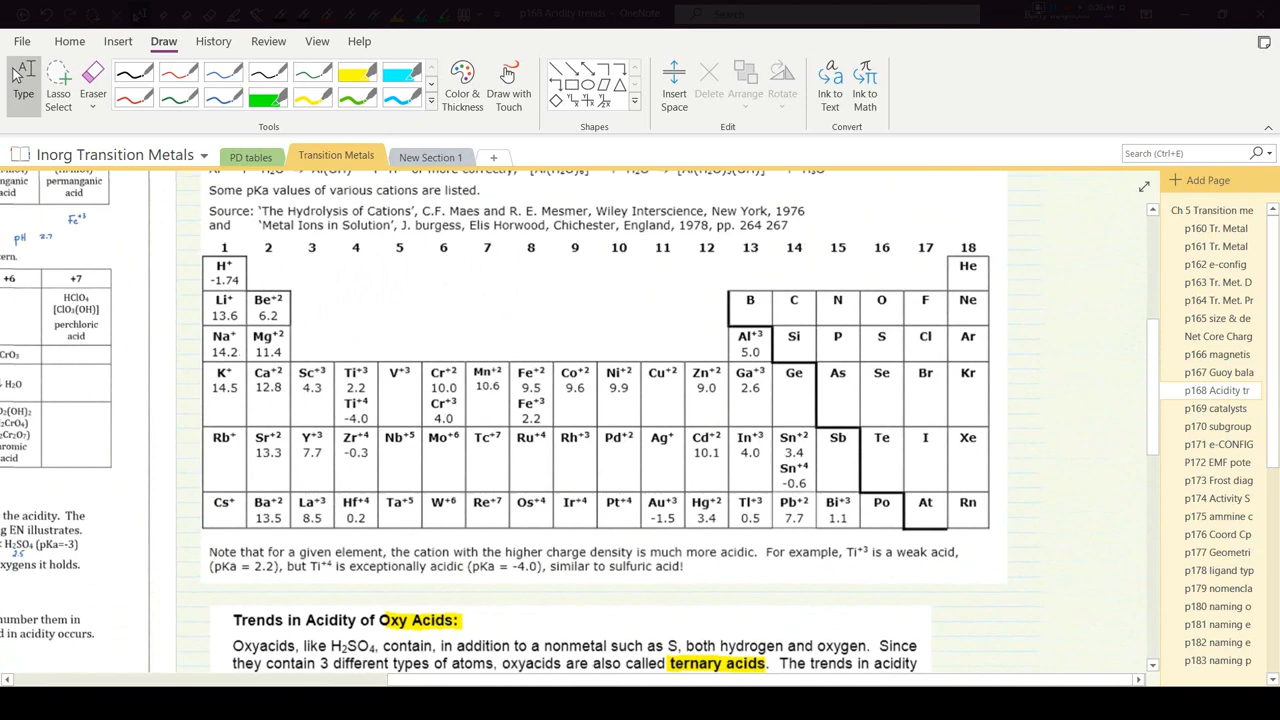 p168 Acidity trends - OneNote
Search
File Home Insert Draw History Review View Help
Type
Lasso Select
Eraser
Color & Thickness
Draw with Touch
Insert Space
Delete
Arrange
Rotate
Ink to Text
Ink to Math
Tools
Shapes
Edit
Convert
Inorg Transition Metals
PD tables
Transition Metals
New Section 1
Search (Ctrl+E)
Add Page
permanganic
acid
Fe+3
pH 2.7
+6 +7
HClO4
[ClO3(OH)]
perchloric
acid
CrO3
H2O
the acidity. The
EN illustrates.
H2SO4 (pKa=-3)
2.5
oxygens it holds.
number them in
d in acidity occurs.
Some pKa values of various cations are listed.
Source: 'The Hydrolysis of Cations', C.F. Maes and R. E. Mesmer, Wiley Interscience, New York, 1976
and 'Metal Ions in Solution', J. burgess, Elis Horwood, Chichester, England, 1978, pp. 264 267
1 2 3 4 5 6 7 8 9 10 11 12 13 14 15 16 17 18
H+ He
-1.74
Li+ Be+2 B C N O F Ne
13.6 6.2
Na+ Mg+2 Al+3 Si P S Cl Ar
14.2 11.4 5.0
K+ Ca+2 Sc+3 Ti+3 V+3 Cr+2 Mn+2 Fe+2 Co+2 Ni+2 Cu+2 Zn+2 Ga+3 Ge As Se Br Kr
14.5 12.8 4.3 2.2 10.0 10.6 9.5 9.6 9.9 9.0 2.6
Ti+4 Cr+3 Fe+3
-4.0 4.0 2.2
Rb+ Sr+2 Y+3 Zr+4 Nb+5 Mo+6 Tc+7 Ru+4 Rh+3 Pd+2 Ag+ Cd+2 In+3 Sn+2 Sb Te I Xe
13.3 7.7 -0.3 10.1 4.0 3.4
Sn+4
-0.6
Cs+ Ba+2 La+3 Hf+4 Ta+5 W+6 Re+7 Os+4 Ir+4 Pt+4 Au+3 Hg+2 Tl+3 Pb+2 Bi+3 Po At Rn
13.5 8.5 0.2 -1.5 3.4 0.5 7.7 1.1
Note that for a given element, the cation with the higher charge density is much more acidic. For example, Ti+3 is a weak acid,
(pKa = 2.2), but Ti+4 is exceptionally acidic (pKa = -4.0), similar to sulfuric acid!
Trends in Acidity of Oxy Acids:
Oxyacids, like H2SO4, contain, in addition to a nonmetal such as S, both hydrogen and oxygen. Since
they contain 3 different types of atoms, oxyacids are also called ternary acids. The trends in acidity
Ch 5 Transition me
p160 Tr. Metal
p161 Tr. Metal
p162 e-config
p163 Tr. Met. D
p164 Tr. Met. Pr
p165 size & de
Net Core Charg
p166 magnetis
p167 Guoy bala
p168 Acidity tr
p169 catalysts
p170 subgroup
p171 e-CONFIG
P172 EMF pote
p173 Frost diag
p174 Activity S
p175 ammine c
p176 Coord Cp
p177 Geometri
p178 ligand typ
p179 nomencla
p180 naming o
p181 naming e
p182 naming e
p183 naming p